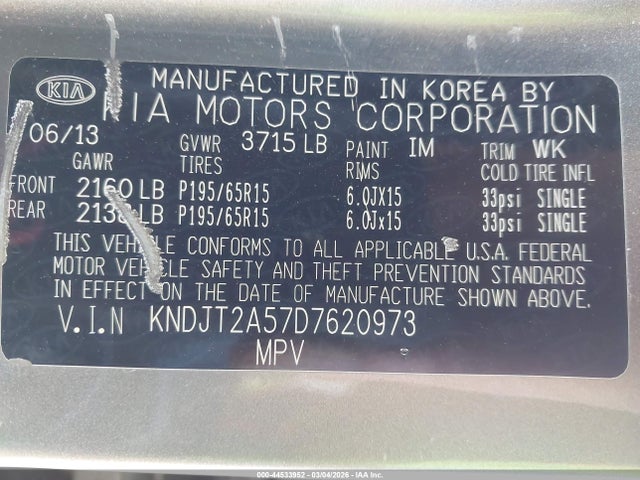 KIA
MANUFACTURED IN KOREA BY
KIA MOTORS CORPORATION
06/13 GVWR 3715 LB PAINT IM TRIM WK
GAWR TIRES RIMS COLD TIRE INFL
FRONT 2160 LB P195/65R15 6.0JX15 33psi SINGLE
REAR 2138 LB P195/65R15 6.0Jx15 33psi SINGLE
THIS VEHICLE CONFORMS TO ALL APPLICABLE U.S.A. FEDERAL
MOTOR VEHICLE SAFETY AND THEFT PREVENTION STANDARDS
IN EFFECT ON THE DATE OF MANUFACTURE SHOWN ABOVE.
V.I.N KNDJT2A57D7620973
MPV
000-44533952 - 03/04/2026 - IAA Inc.